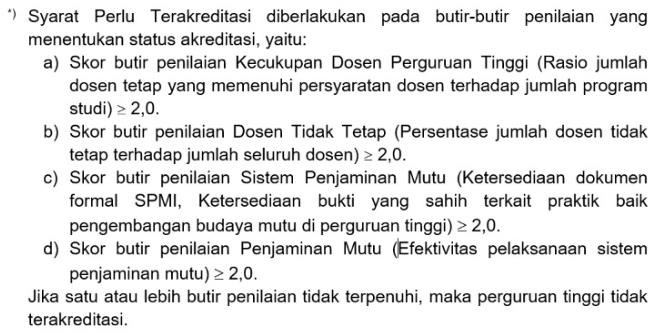 *) Syarat Perlu Terakreditasi diberlakukan pada butir-butir penilaian yang
menentukan status akreditasi, yaitu:
a) Skor butir penilaian Kecukupan Dosen Perguruan Tinggi (Rasio jumlah
dosen tetap yang memenuhi persyaratan dosen terhadap jumlah program
studi) ≥ 2,0.
b) Skor butir penilaian Dosen Tidak Tetap (Persentase jumlah dosen tidak
tetap terhadap jumlah seluruh dosen) ≥ 2,0.
c) Skor butir penilaian Sistem Penjaminan Mutu (Ketersediaan dokumen
formal SPMI, Ketersediaan bukti yang sahih terkait praktik baik
pengembangan budaya mutu di perguruan tinggi) ≥ 2,0.
d) Skor butir penilaian Penjaminan Mutu (Efektivitas pelaksanaan sistem
penjaminan mutu) ≥ 2,0.
Jika satu atau lebih butir penilaian tidak terpenuhi, maka perguruan tinggi tidak
terakreditasi.